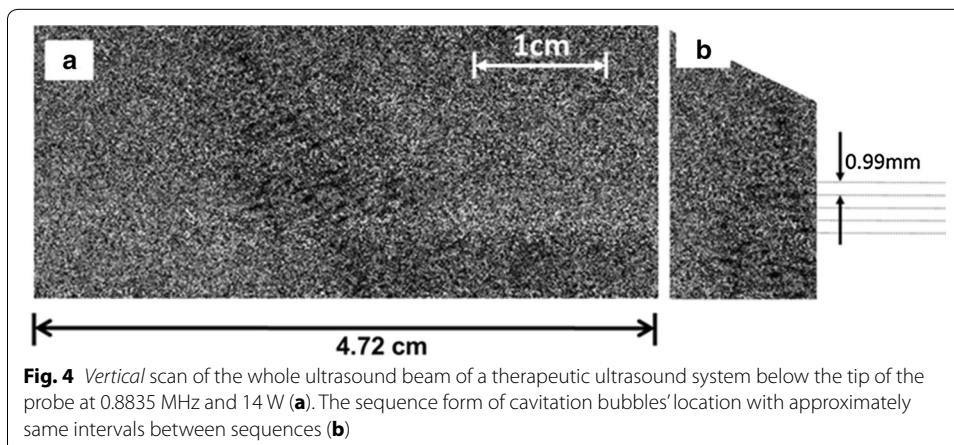 a
1cm
b
0.99mm
4.72 cm
Fig. 4 Vertical scan of the whole ultrasound beam of a therapeutic ultrasound system below the tip of the
probe at 0.8835 MHz and 14 W (a). The sequence form of cavitation bubbles’ location with approximately
same intervals between sequences (b)